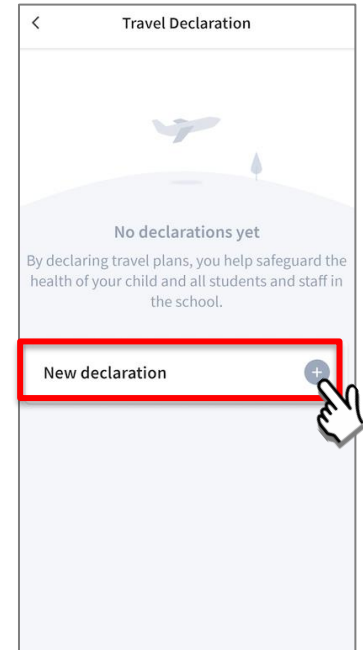 Travel Declaration
No declarations yet
By declaring travel plans, you help safeguard the
health of your child and all students and staff in
the school.
New declaration